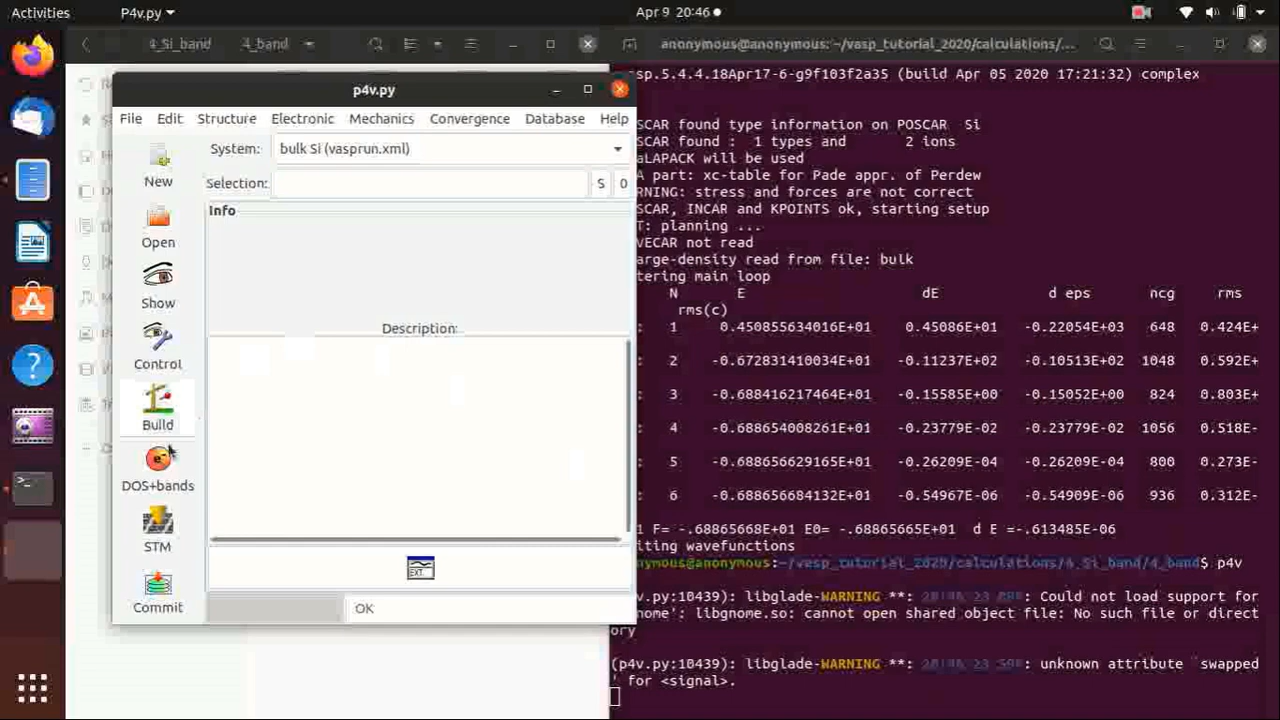 Activities P4v.py Apr 9 20:46
4_Si_band 4_band
anonymous@anonymous: ~/vasp_tutorial_2020/calculations/...
p4v.py
File Edit Structure Electronic Mechanics Convergence Database Help
System: bulk Si (vasprun.xml)
Selection: S 0
New
Open
Show
Control
Build
DOS+bands
STM
Commit
Info
Description:
EXT.
OK
sp.5.4.4.18Apr17-6-g9f103f2a35 (build Apr 05 2020 17:21:32) complex
SCAR found type information on POSCAR Si
SCAR found : 1 types and 2 ions
aLAPACK will be used
A part: xc-table for Pade appr. of Perdew
RNING: stress and forces are not correct
SCAR, INCAR and KPOINTS ok, starting setup
T: planning ...
VECAR not read
arge-density read from file: bulk
tering main loop
N E dE d eps ncg rms
rms(c)
: 1 0.450855634016E+01 0.45086E+01 -0.22054E+03 648 0.424E+
: 2 -0.672831410034E+01 -0.11237E+02 -0.10513E+02 1048 0.592E+
: 3 -0.688416217464E+01 -0.15585E+00 -0.15585E+00 824 0.803E+
: 4 -0.688654008261E+01 -0.23779E-02 -0.23779E-02 1056 0.518E-
: 5 -0.688656629165E+01 -0.26209E-04 -0.26209E-04 800 0.273E-
: 6 -0.688656684132E+01 -0.54967E-06 -0.54909E-06 936 0.312E-
1 F= -.68865668E+01 E0= -.68865665E+01 d E =-.613485E-06
iting wavefunctions
nymous@anonymous:~/vasp_tutorial_2020/calculations/4_Si_band/4_band$ p4v
v.py:10439): libglade-WARNING **: Could not load support for
nome': libgnome.so: cannot open shared object file: No such file or direct
ory
(p4v.py:10439): libglade-WARNING **: unknown attribute `swapped
' for <signal>.